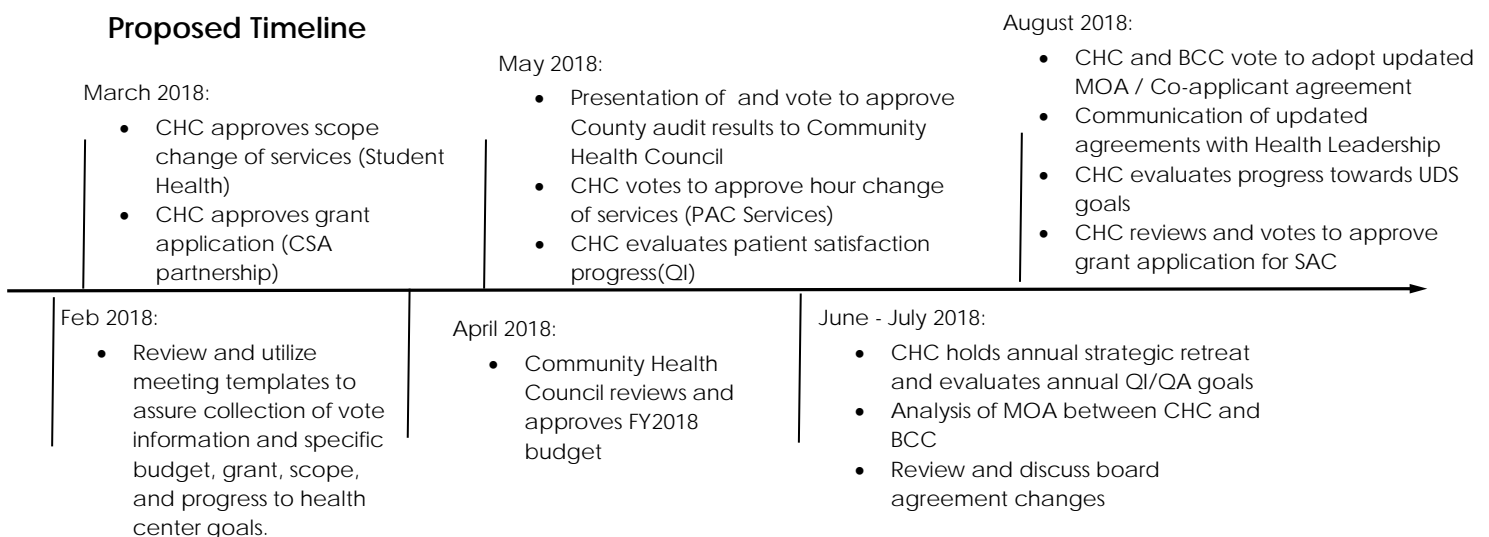 Proposed Timeline
March 2018:
• CHC approves scope
change of services (Student
Health)
• CHC approves grant
application (CSA
partnership)
May 2018:
• Presentation of and vote to approve
County audit results to Community
Health Council
• CHC votes to approve hour change
of services (PAC Services)
• CHC evaluates patient satisfaction
progress(QI)
August 2018:
• CHC and BCC vote to adopt updated
MOA / Co-applicant agreement
• Communication of updated
agreements with Health Leadership
• CHC evaluates progress towards UDS
goals
• CHC reviews and votes to approve
grant application for SAC
Feb 2018:
• Review and utilize
meeting templates to
assure collection of vote
information and specific
budget, grant, scope,
and progress to health
center goals.
April 2018:
• Community Health
Council reviews and
approves FY2018
budget
June - July 2018:
• CHC holds annual strategic retreat
and evaluates annual QI/QA goals
• Analysis of MOA between CHC and
BCC
• Review and discuss board
agreement changes